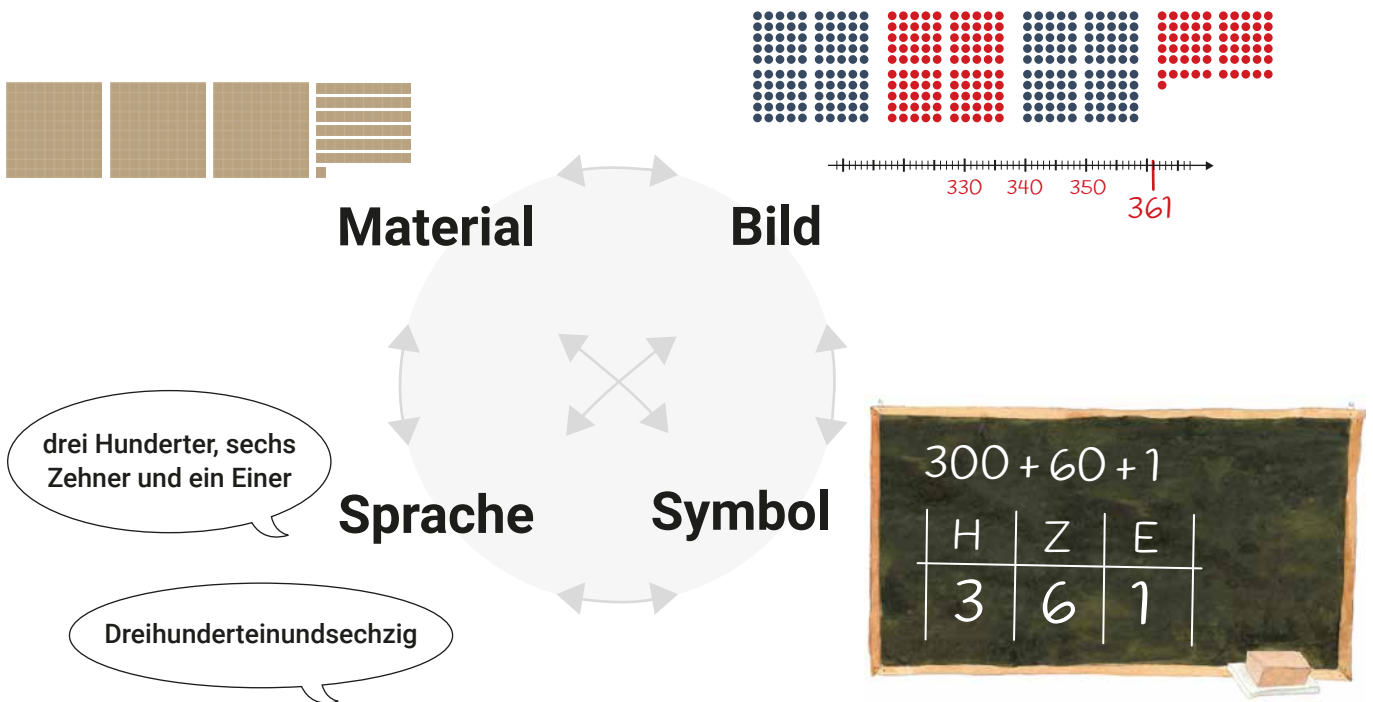 330 340 350
361
Material Bild
drei Hunderter, sechs
Zehner und ein Einer
Sprache Symbol
Dreihunderteinundsechzig
300 + 60 + 1
H Z E
3 6 1